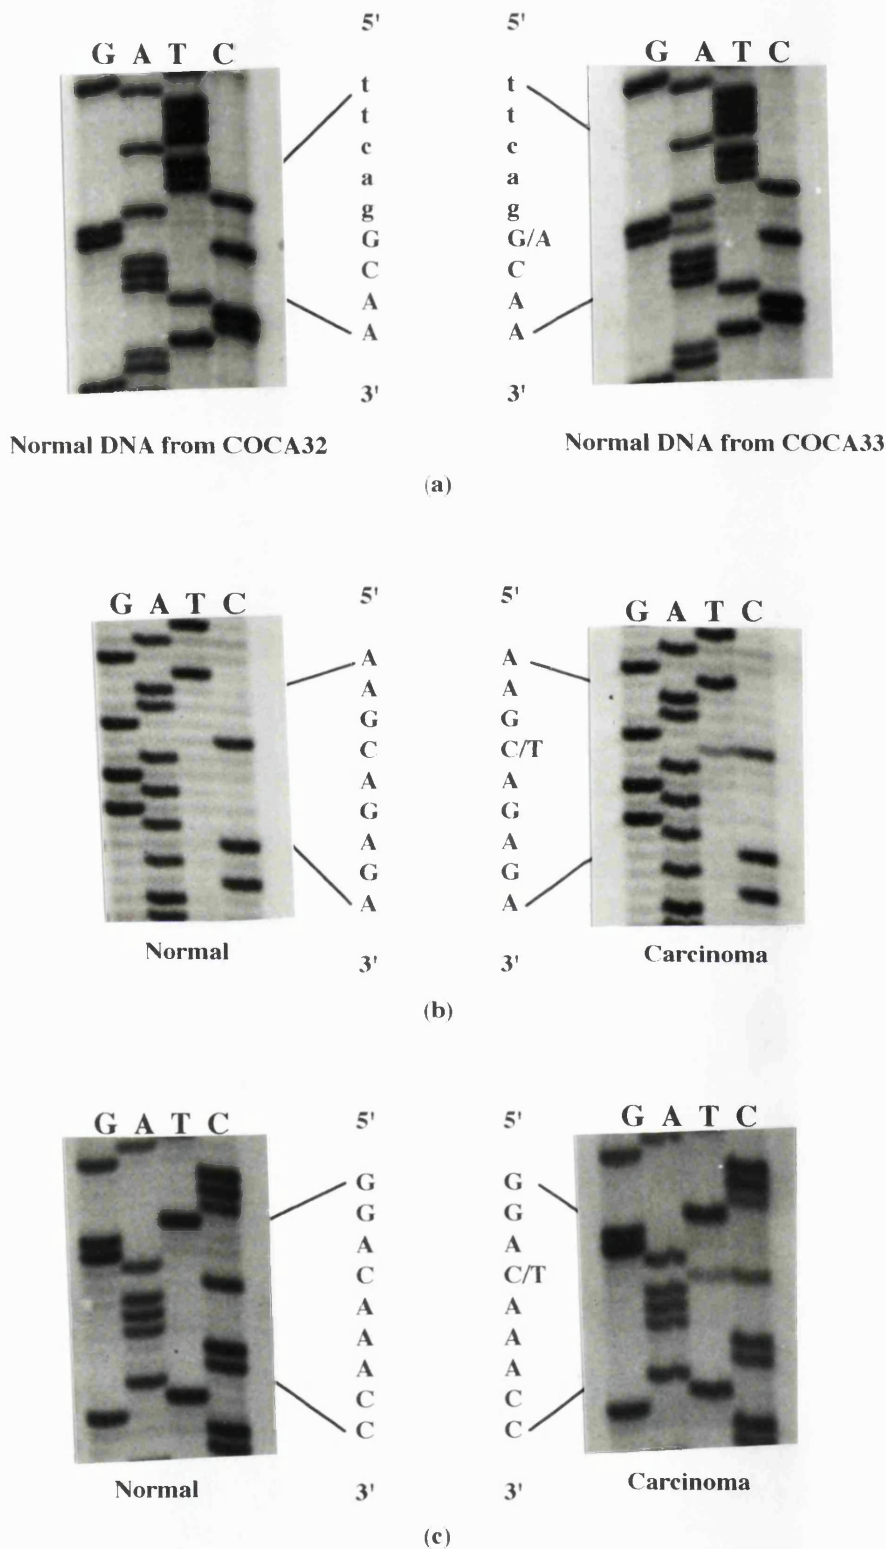 5' 5'
G A T C G A T C
t t
t t
c c
a a
g g
G G/A
C C
A A
A A
3' 3'
Normal DNA from COCA32 Normal DNA from COCA33
(a)
5' 5'
G A T C G A T C
A A
A A
G G
C C/T
A A
G G
A A
G G
A A
Normal Carcinoma
3' 3'
(b)
5' 5'
G A T C G A T C
G G
G G
A A
C C/T
A A
A A
A A
C C
C C
Normal Carcinoma
3' 3'
(c)